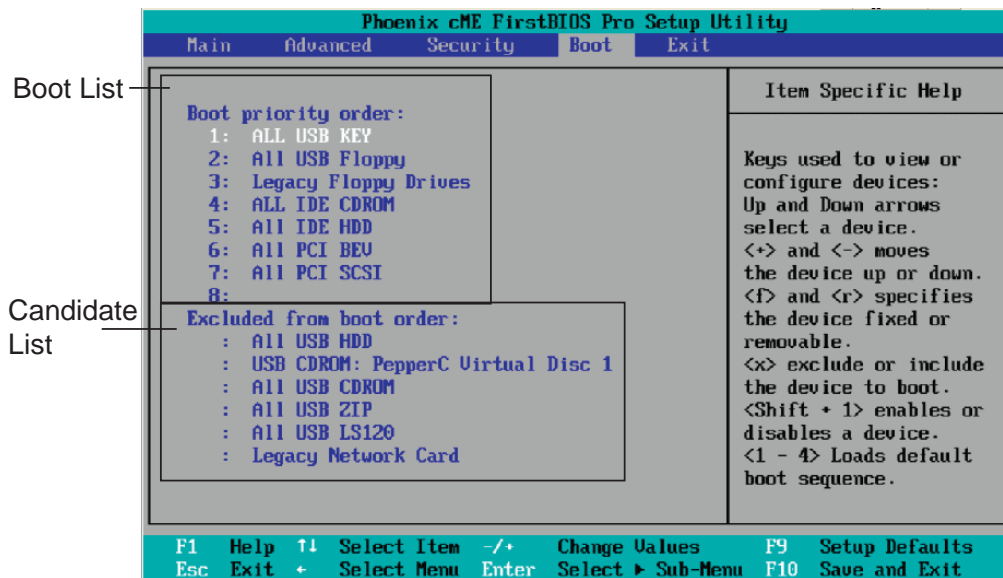 Phoenix cME FirstBIOS Pro Setup Utility
Main Advanced Security Boot Exit
Boot List
Item Specific Help
Boot priority order:
1: ALL USB KEY
2: All USB Floppy
3: Legacy Floppy Drives
4: ALL IDE CDROM
5: All IDE HDD
6: All PCI BEV
7: All PCI SCSI
8:
Candidate
List
Excluded from boot order:
: All USB HDD
: USB CDROM: PepperC Virtual Disc 1
: All USB CDROM
: All USB ZIP
: All USB LS120
: Legacy Network Card
Keys used to view or
configure devices:
Up and Down arrows
select a device.
<+> and <-> moves
the device up or down.
<f> and <r> specifies
the device fixed or
removable.
<x> exclude or include
the device to boot.
<Shift + 1> enables or
disables a device.
<1 - 4> Loads default
boot sequence.
F1 Help ↑↓ Select Item -/+ Change Values F9 Setup Defaults
Esc Exit ← Select Menu Enter Select ▶ Sub-Menu F10 Save and Exit